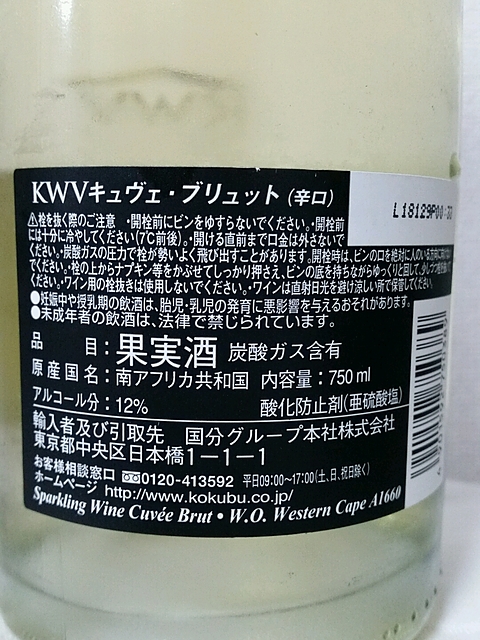 KWVキュヴェ・ブリュット(辛口)
L18129P00:33
⚠栓を抜く際のご注意 ・開栓前にビンをゆすらないでください。・開栓前
には十分に冷やしてください(7℃前後)。・開ける直前まで口金は外さないで
ください。・炭酸ガスの圧力で栓が勢いよく飛び出すことがあります。開栓時は、ビンの口を絶対に人のいる方向に
でください。・栓の上からナプキン等をかぶせてしっかり押さえ、ビンの底を持ちながらゆっくりと回して、少しづつ
ください。・ワイン用の栓抜きは使用しないでください。・ワインは直射日光を避け涼しい所で保管してください。
●妊娠中や授乳期の飲酒は、胎児・乳児の発育に悪影響を与えるおそれがあります。
●未成年者の飲酒は、法律で禁じられています。
品 目:果実酒 炭酸ガス含有
原産国名:南アフリカ共和国 内容量:750ml
アルコール分:12% 酸化防止剤(亜硫酸塩)
輸入者及び引取先 国分グループ本社株式会社
東京都中央区日本橋1-1-1
お客様相談窓口 0120-413592 平日09:00~17:00(土、日、祝日除く)
ホームページ http://www.kokubu.co.jp/
Sparkling Wine Cuvée Brut • W.O. Western Cape A1660